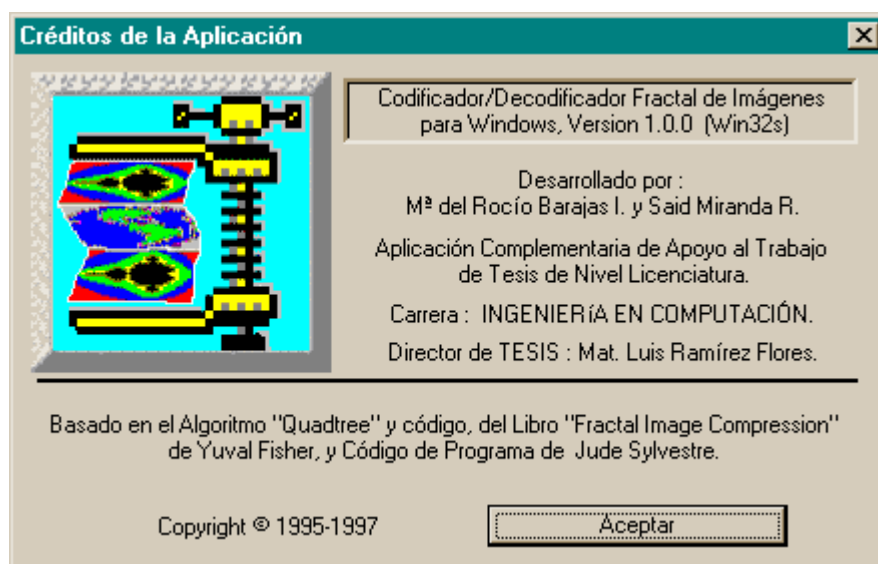 Créditos de la Aplicación
Codificador/Decodificador Fractal de Imágenes
para Windows, Version 1.0.0 (Win32s)
Desarrollado por :
Mª del Rocío Barajas I. y Said Miranda R.
Aplicación Complementaria de Apoyo al Trabajo
de Tesis de Nivel Licenciatura.
Carrera : INGENIERíA EN COMPUTACIÓN.
Director de TESIS : Mat. Luis Ramírez Flores.
Basado en el Algoritmo "Quadtree" y código, del Libro "Fractal Image Compression"
de Yuval Fisher, y Código de Programa de Jude Sylvestre.
Copyright © 1995-1997
Aceptar